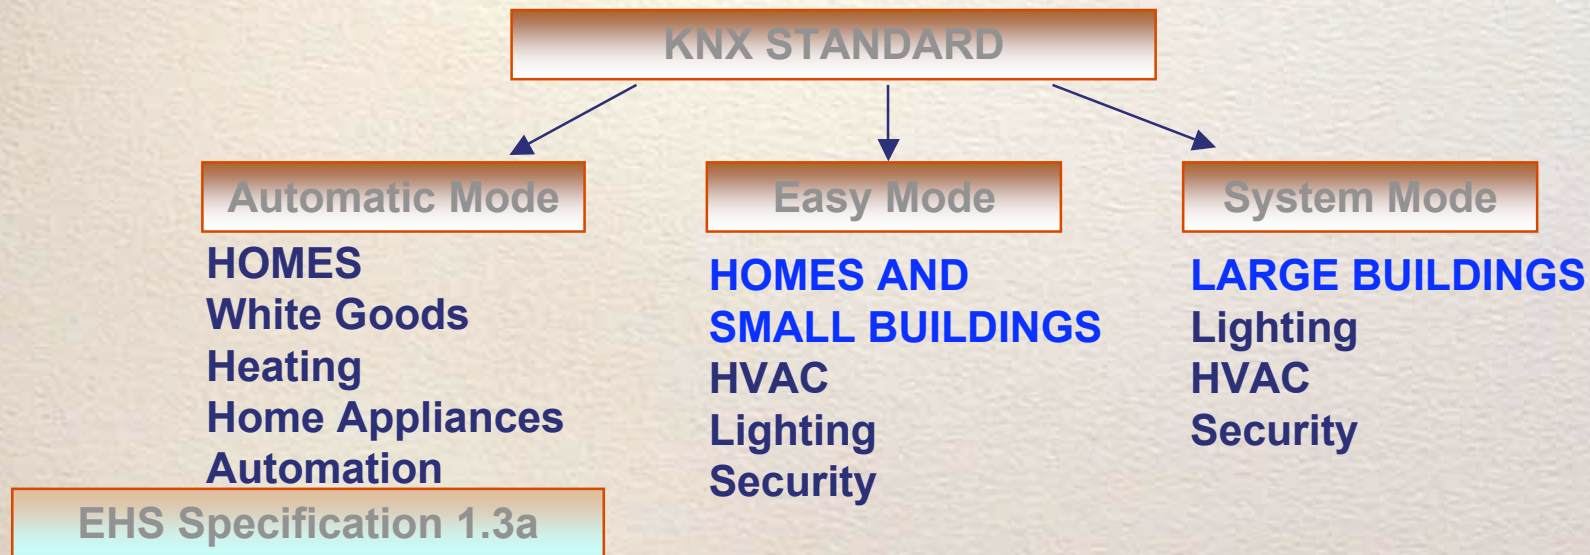 KNX STANDARD
Automatic Mode
HOMES
White Goods
Heating
Home Appliances
Automation
EHS Specification 1.3a
Easy Mode
HOMES AND
SMALL BUILDINGS
HVAC
Lighting
Security
System Mode
LARGE BUILDINGS
Lighting
HVAC
Security